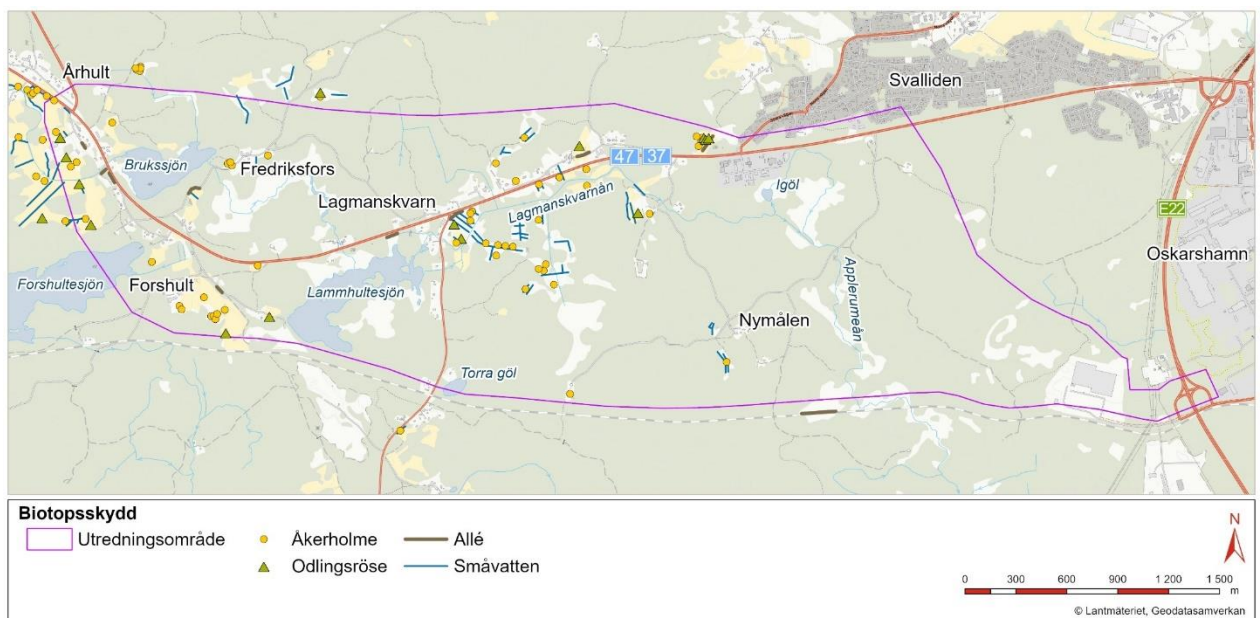 Århult
Svalliden
Brukssjön
Fredriksfors
47 37
Lagmanskvarn
Lagmanskvarnån
Igöl
E22
Oskarshamn
Forshultesjön
Forshult
Lammhultesjön
Applerumeån
Nymålen
Torra göl
Biotopsskydd
Utredningsområde
Åkerholme
Allé
Odlingsröse
Småvatten
N
0 300 600 900 1 200 1 500
m
© Lantmäteriet, Geodatasamverkan